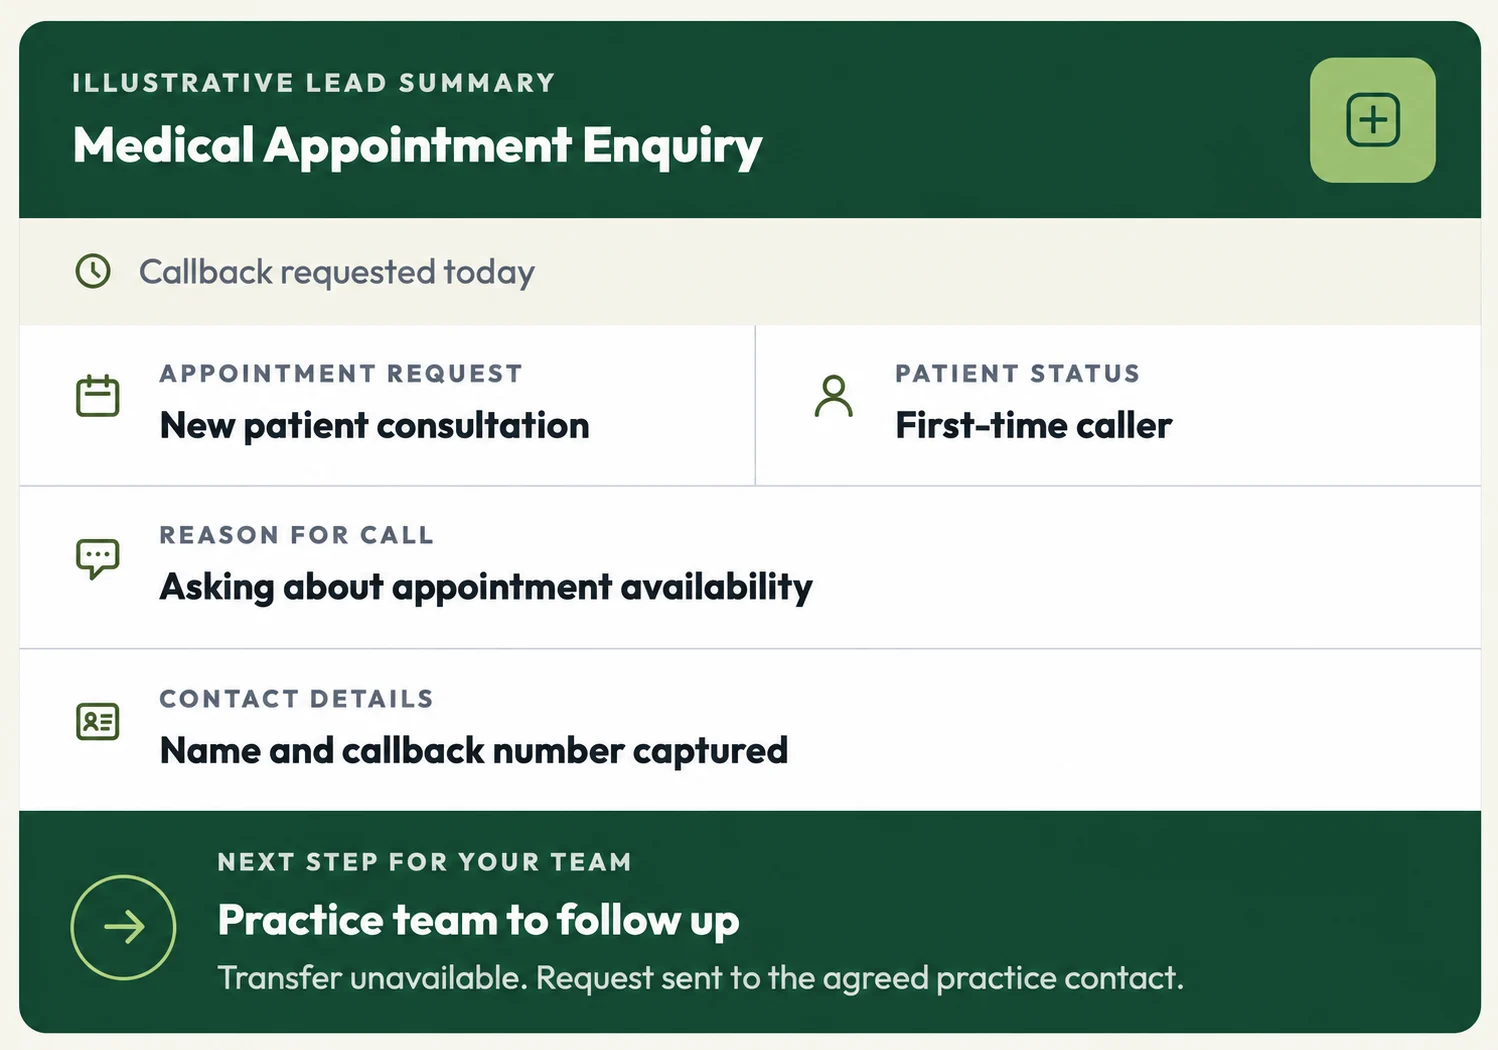 ILLUSTRATIVE LEAD SUMMARY
Medical Appointment Enquiry
Callback requested today
APPOINTMENT REQUEST
New patient consultation
PATIENT STATUS
First-time caller
REASON FOR CALL
Asking about appointment availability
CONTACT DETAILS
Name and callback number captured
NEXT STEP FOR YOUR TEAM
Practice team to follow up
Transfer unavailable. Request sent to the agreed practice contact.